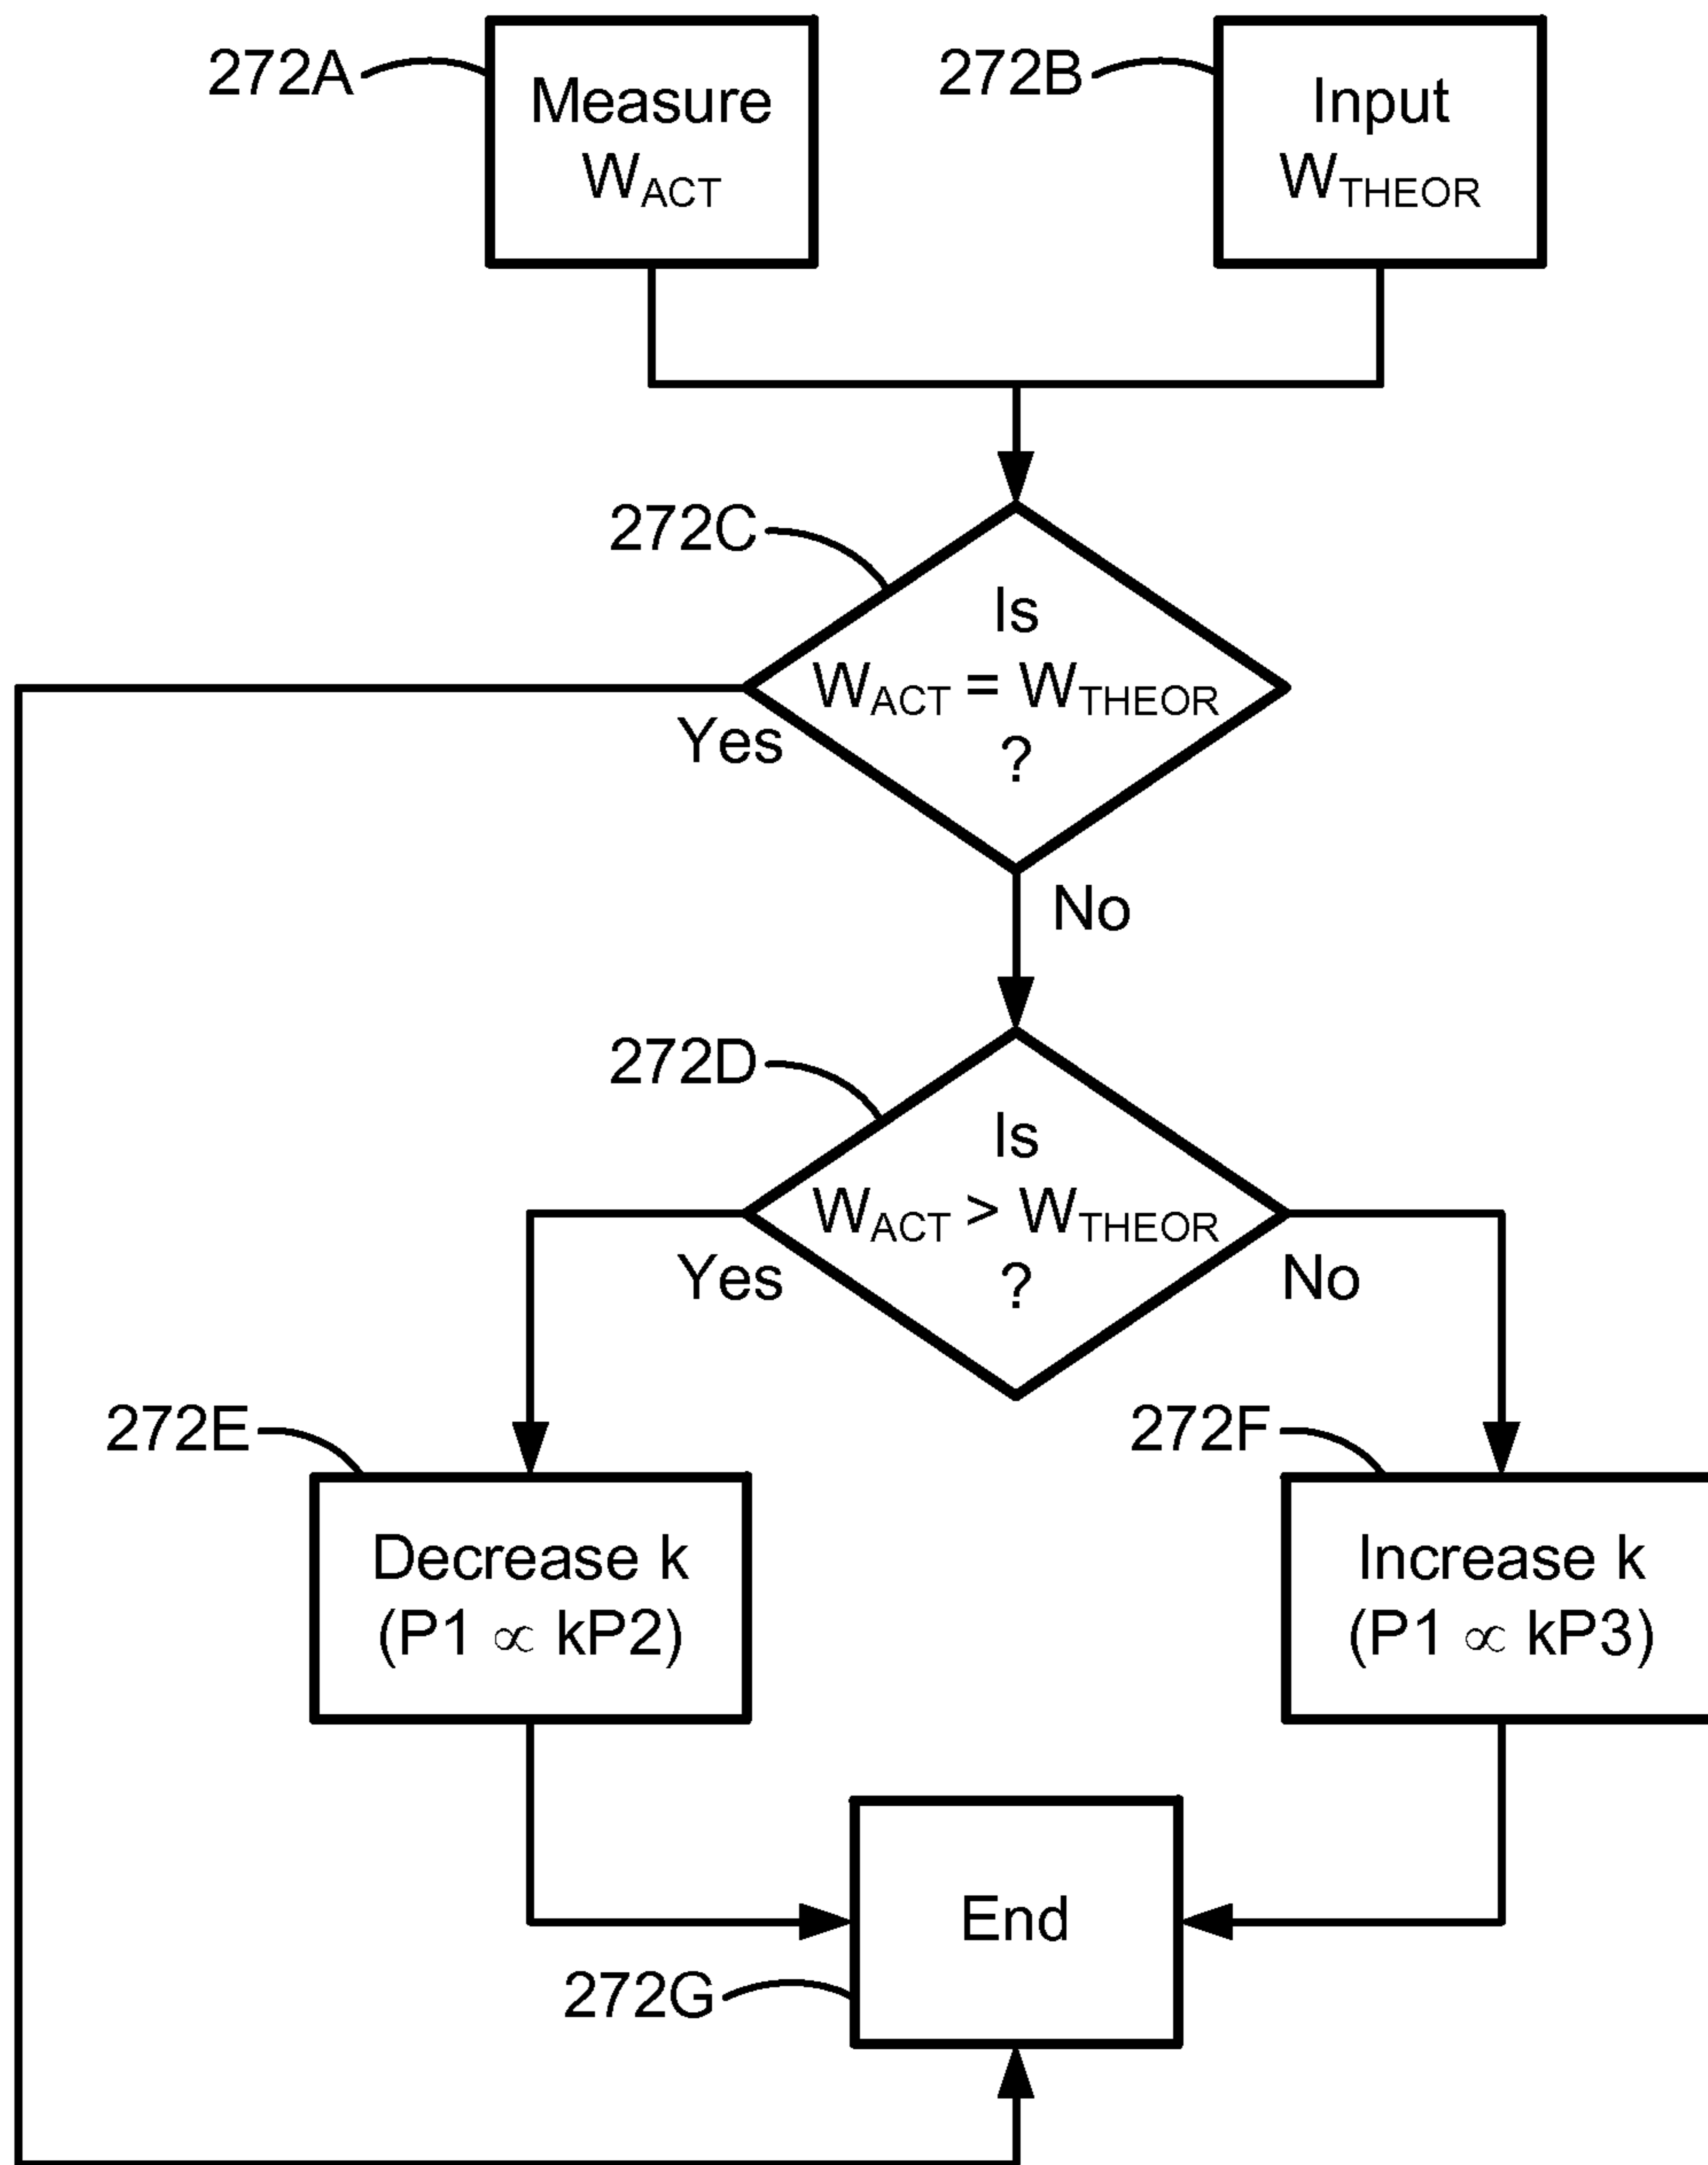 272A
Measure
WACT
272B
Input
WTHEOR
272C
Is
WACT = WTHEOR
?
Yes
No
272D
Is
WACT > WTHEOR
?
Yes
No
272E
Decrease k
(P1 ∝ kP2)
272F
Increase k
(P1 ∝ kP3)
End
272G